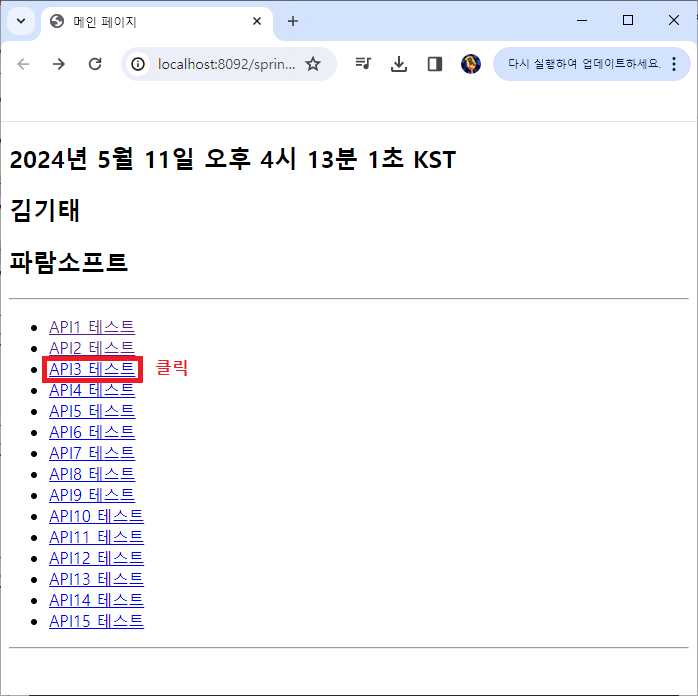 메인 페이지
localhost:8092/sprin...
다시 실행하여 업데이트하세요.
2024년 5월 11일 오후 4시 13분 1초 KST
김기태
파람소프트
API1 테스트
API2 테스트
API3 테스트 클릭
API4 테스트
API5 테스트
API6 테스트
API7 테스트
API8 테스트
API9 테스트
API10 테스트
API11 테스트
API12 테스트
API13 테스트
API14 테스트
API15 테스트